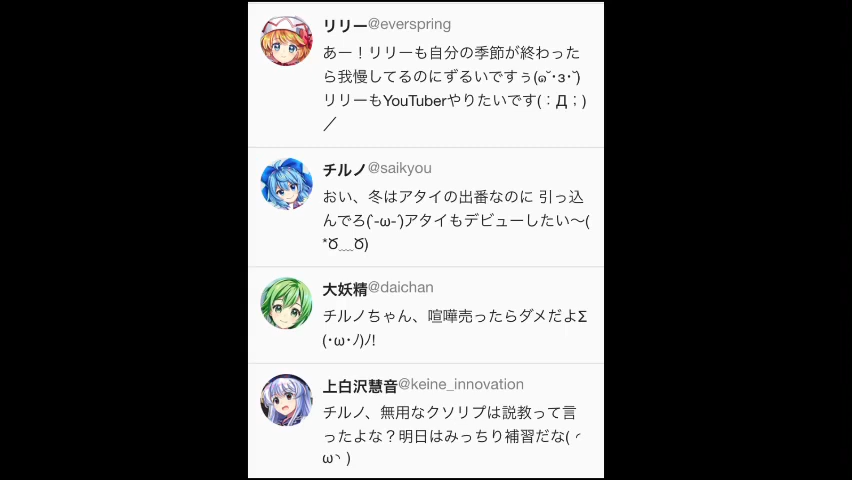 リリー@everspring
あー！リリーも自分の季節が終わった
ら我慢してるのにずるいですぅ(๑˘･з･˘)
リリーもYouTuberやりたいです(；Д；)
／
チルノ@saikyou
おい、冬はアタイの出番なのに 引っ込
んでろ(`-ω-´)アタイもデビューしたい〜(
*Ծ﹏Ծ)
大妖精@daichan
チルノちゃん、喧嘩売ったらダメだよΣ
(･ω･ﾉ)ﾉ!
上白沢慧音@keine_innovation
チルノ、無用なクソリプは説教って言
ったよな？明日はみっちり補習だな( ◜
ω◝ )